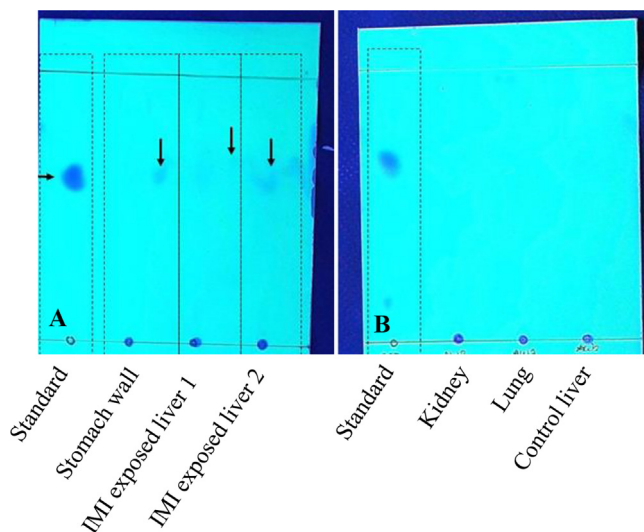 A
B
Standard
Stomach wall
IMI exposed liver 1
IMI exposed liver 2
Standard
Kidney
Lung
Control liver